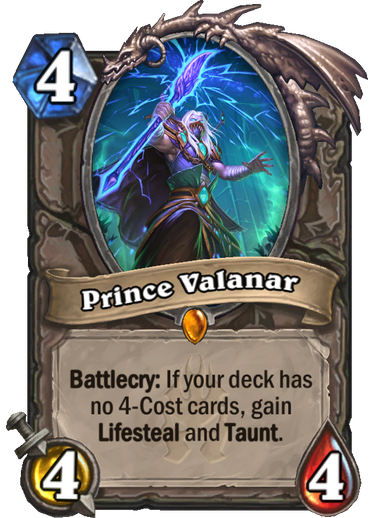 4
Prince Valanar
Battlecry: If your deck has
no 4-Cost cards, gain
Lifesteal and Taunt.
4
4